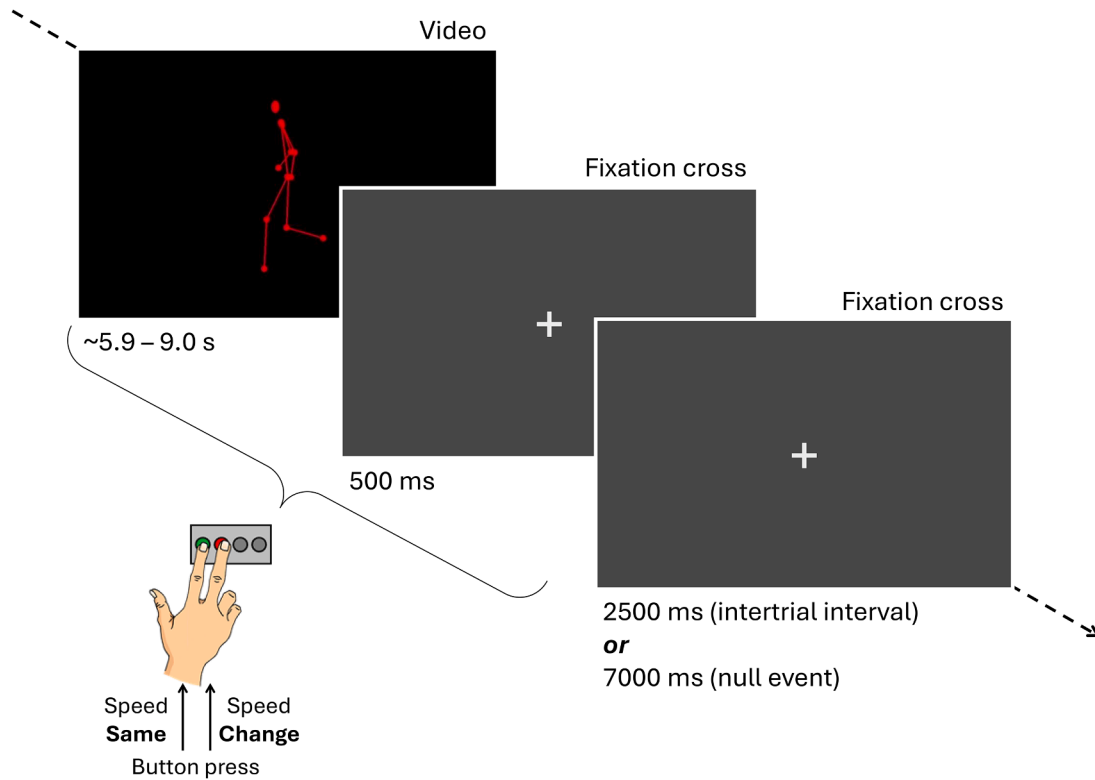 Video
Fixation cross
Fixation cross
~5.9 – 9.0 s
500 ms
2500 ms (intertrial interval)
or
7000 ms (null event)
Speed Speed
Same Change
Button press